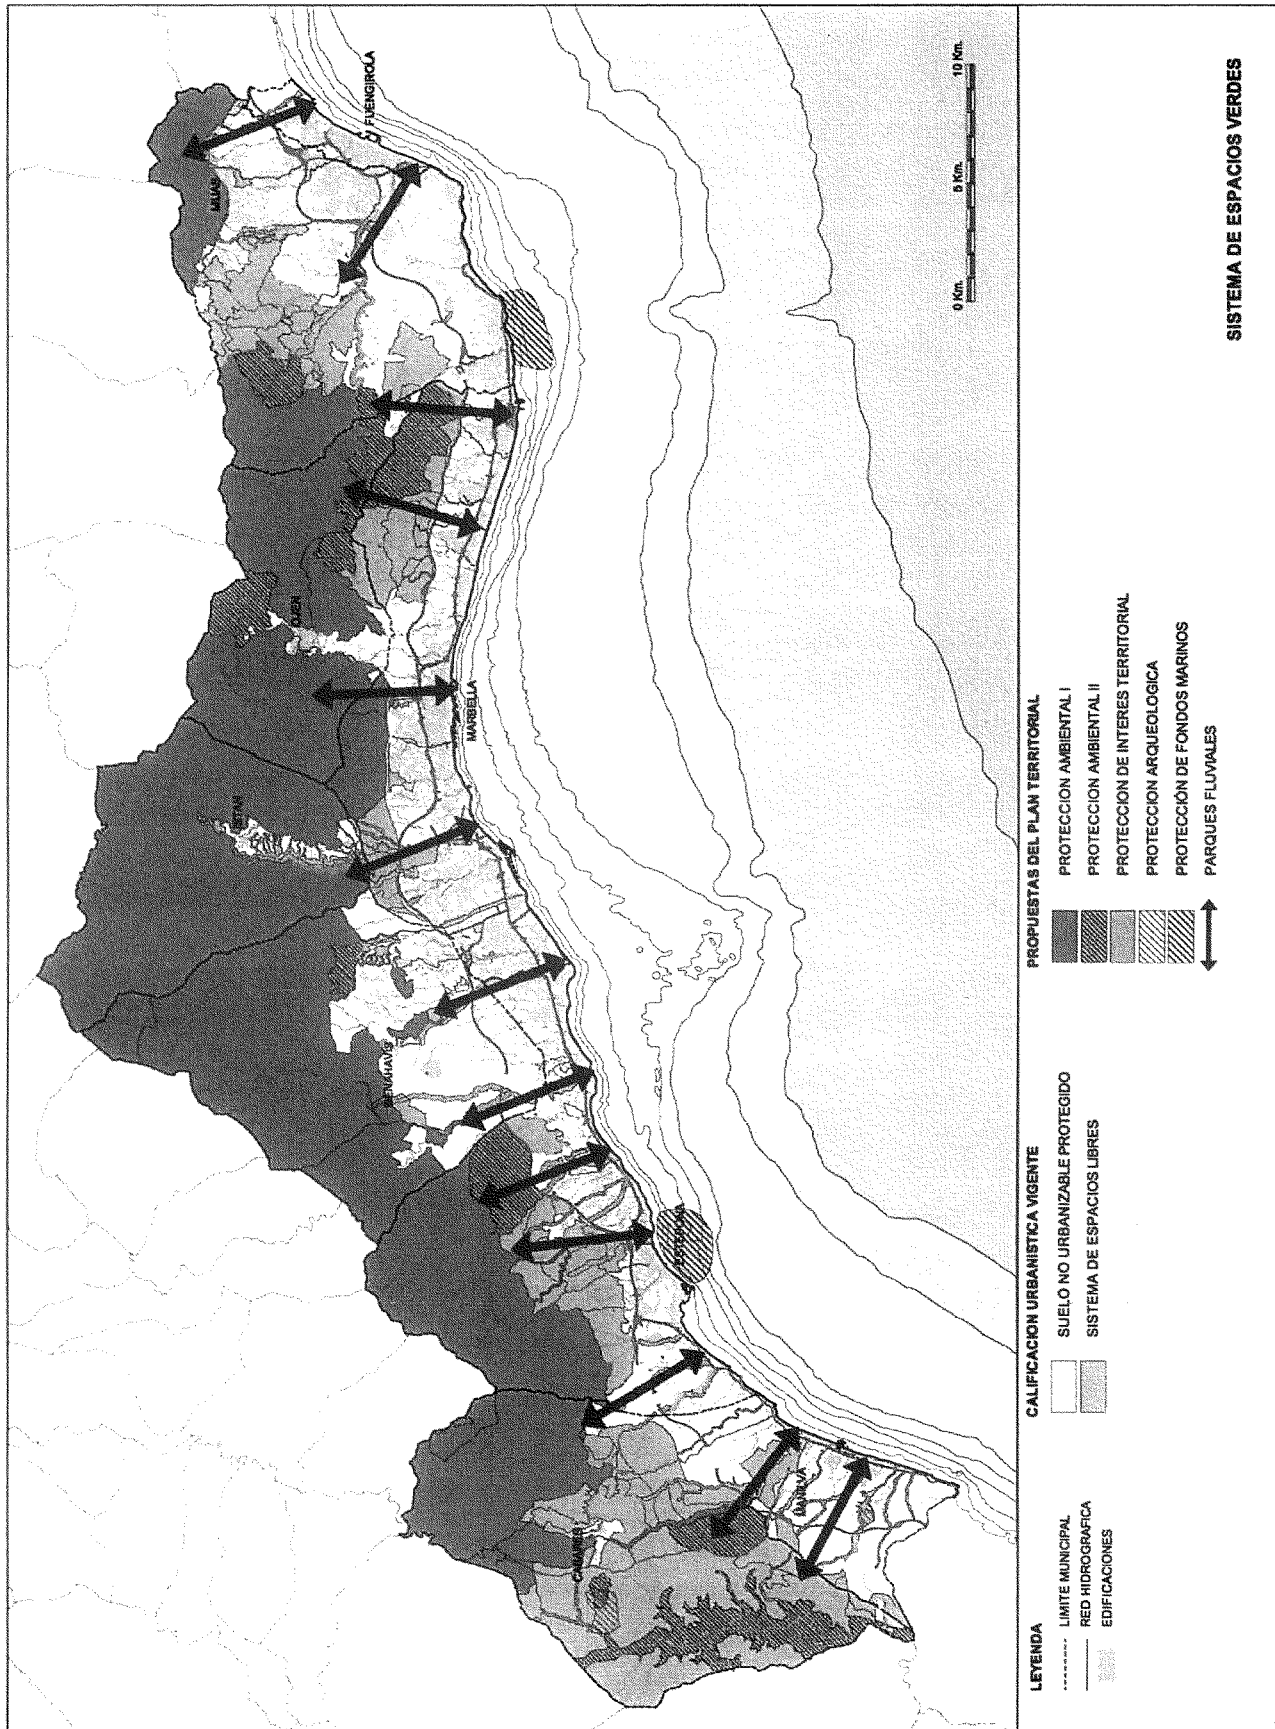 MIJAS
FUENGIROLA
OJEN
MARBELLA
ISTAN
BENAHAVIS
ESTEPONA
CASARES
MANILVA
0 Km.
5 Km.
10 Km.
LEYENDA
LIMITE MUNICIPAL
RED HIDROGRAFICA
EDIFICACIONES
CALIFICACION URBANISTICA VIGENTE
SUELO NO URBANIZABLE PROTEGIDO
SISTEMA DE ESPACIOS LIBRES
PROPUESTAS DEL PLAN TERRITORIAL
PROTECCION AMBIENTAL I
PROTECCION AMBIENTAL II
PROTECCION DE INTERES TERRITORIAL
PROTECCION ARQUEOLOGICA
PROTECCIÓN DE FONDOS MARINOS
PARQUES FLUVIALES
SISTEMA DE ESPACIOS VERDES